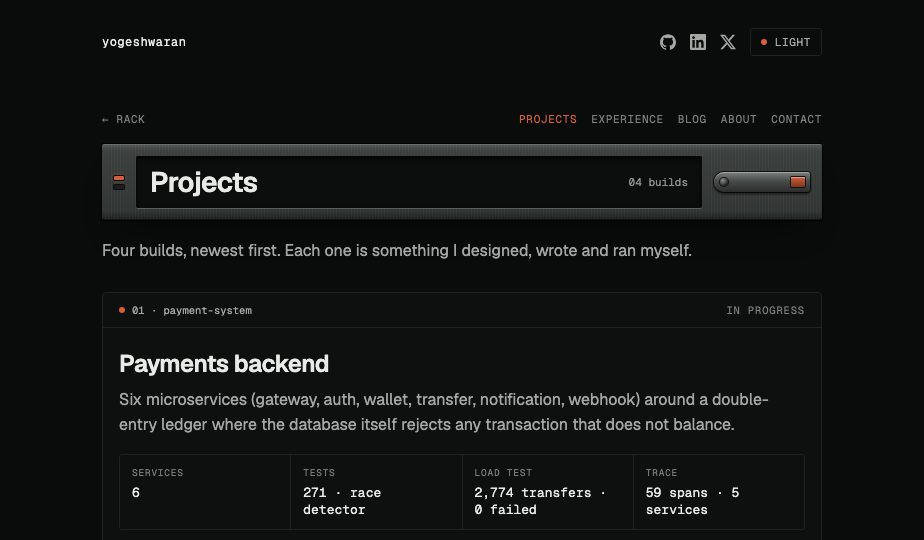 yogeshwaran
LIGHT
← RACK
PROJECTS EXPERIENCE BLOG ABOUT CONTACT
Projects
04 builds
Four builds, newest first. Each one is something I designed, wrote and ran myself.
01 · payment-system
IN PROGRESS
Payments backend
Six microservices (gateway, auth, wallet, transfer, notification, webhook) around a double-
entry ledger where the database itself rejects any transaction that does not balance.
SERVICES
6
TESTS
271 · race
detector
LOAD TEST
2,774 transfers ·
0 failed
TRACE
59 spans · 5
services